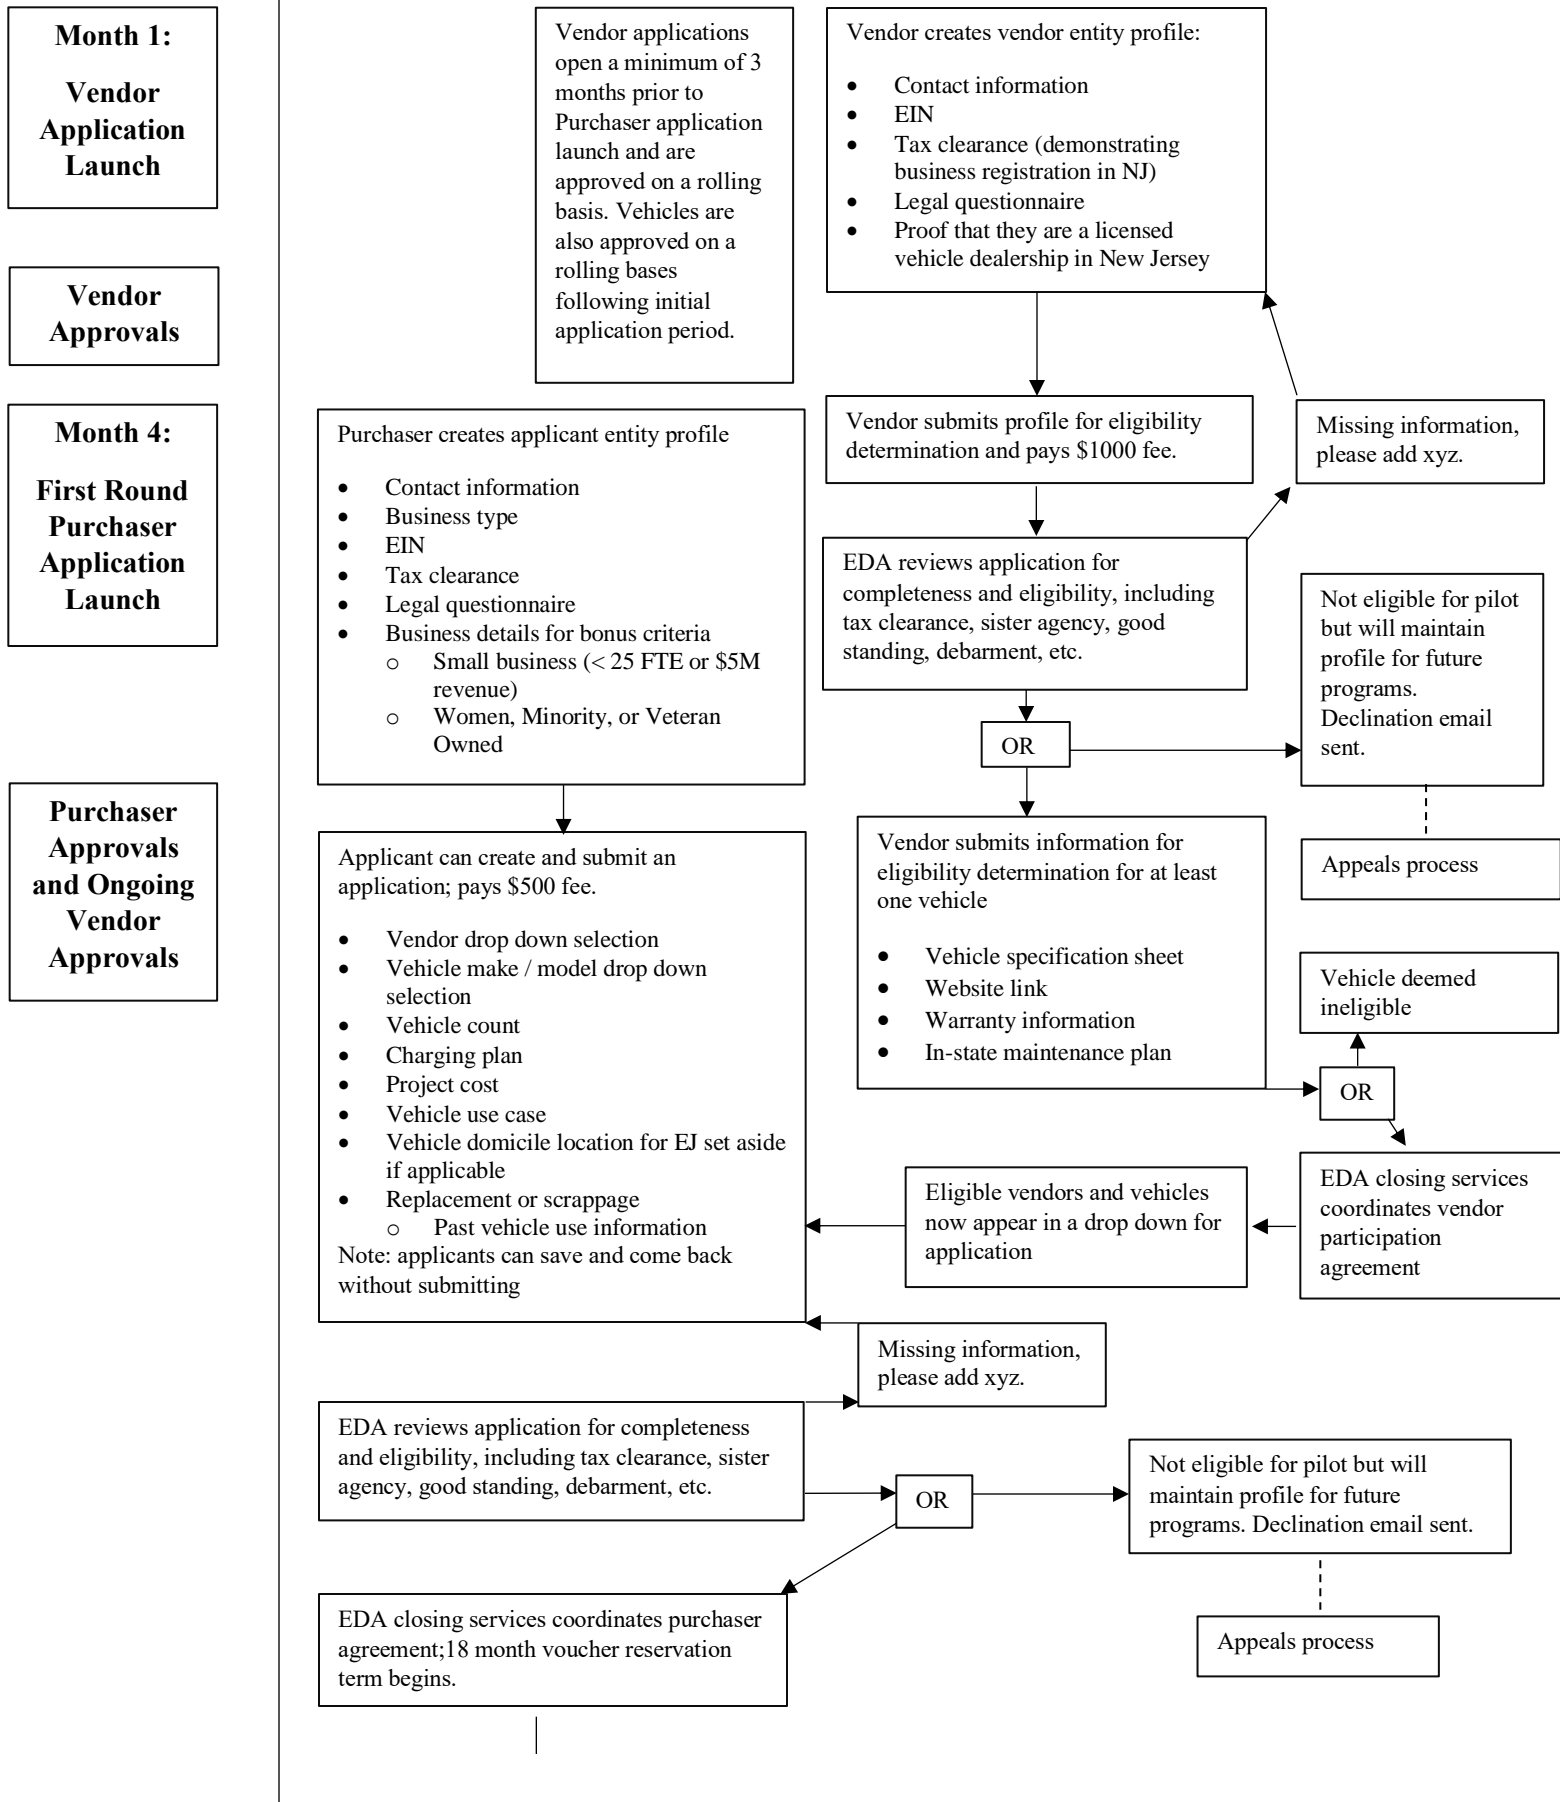 Month 1:
Vendor
Application
Launch
Vendor
Approvals
Month 4:
First Round
Purchaser
Application
Launch
Purchaser
Approvals
and Ongoing
Vendor
Approvals
Vendor applications
open a minimum of 3
months prior to
Purchaser application
launch and are
approved on a rolling
basis. Vehicles are
also approved on a
rolling bases
following initial
application period.
Vendor creates vendor entity profile:
• Contact information
• EIN
• Tax clearance (demonstrating
business registration in NJ)
• Legal questionnaire
• Proof that they are a licensed
vehicle dealership in New Jersey
Vendor submits profile for eligibility
determination and pays $1000 fee.
Missing information,
please add xyz.
EDA reviews application for
completeness and eligibility, including
tax clearance, sister agency, good
standing, debarment, etc.
OR
Not eligible for pilot
but will maintain
profile for future
programs.
Declination email
sent.
Appeals process
Vendor submits information for
eligibility determination for at least
one vehicle
• Vehicle specification sheet
• Website link
• Warranty information
• In-state maintenance plan
Vehicle deemed
ineligible
OR
EDA closing services
coordinates vendor
participation
agreement
Eligible vendors and vehicles
now appear in a drop down for
application
Purchaser creates applicant entity profile
• Contact information
• Business type
• EIN
• Tax clearance
• Legal questionnaire
• Business details for bonus criteria
o Small business (< 25 FTE or $5M
revenue)
o Women, Minority, or Veteran
Owned
Applicant can create and submit an
application; pays $500 fee.
• Vendor drop down selection
• Vehicle make / model drop down
selection
• Vehicle count
• Charging plan
• Project cost
• Vehicle use case
• Vehicle domicile location for EJ set aside
if applicable
• Replacement or scrappage
o Past vehicle use information
Note: applicants can save and come back
without submitting
Missing information,
please add xyz.
EDA reviews application for completeness
and eligibility, including tax clearance, sister
agency, good standing, debarment, etc.
OR
Not eligible for pilot but will
maintain profile for future
programs. Declination email sent.
Appeals process
EDA closing services coordinates purchaser
agreement;18 month voucher reservation
term begins.